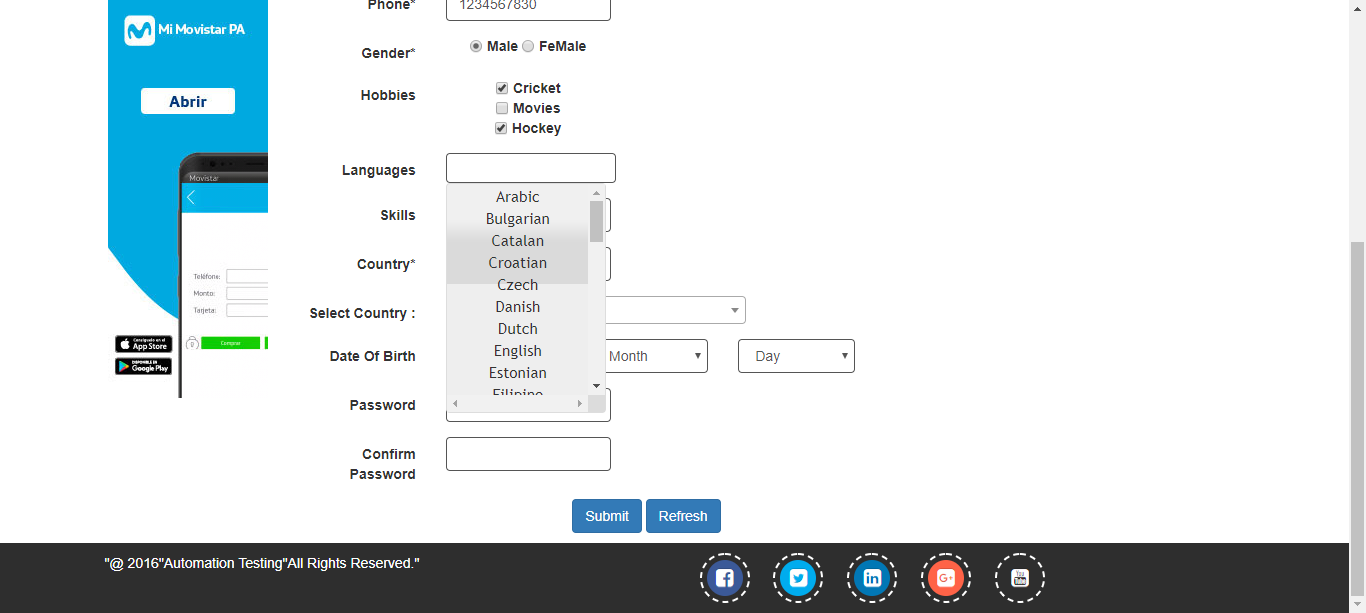 Phone*
1234567830
Mi Movistar PA
Abrir
Gender*
Male
FeMale
Hobbies
Cricket
Movies
Hockey
Languages
Arabic
Bulgarian
Catalan
Croatian
Czech
Danish
Dutch
English
Estonian
Filipino
Movistar
Teléfono:
Monto:
Tarjeta:
Comprar
App Store
DISPONIBLE EN
Google Play
Skills
Country*
Select Country :
Date Of Birth
Month
Day
Password
Confirm
Password
Submit
Refresh
"@ 2016"Automation Testing"All Rights Reserved."
f
in
G+
You
Tube